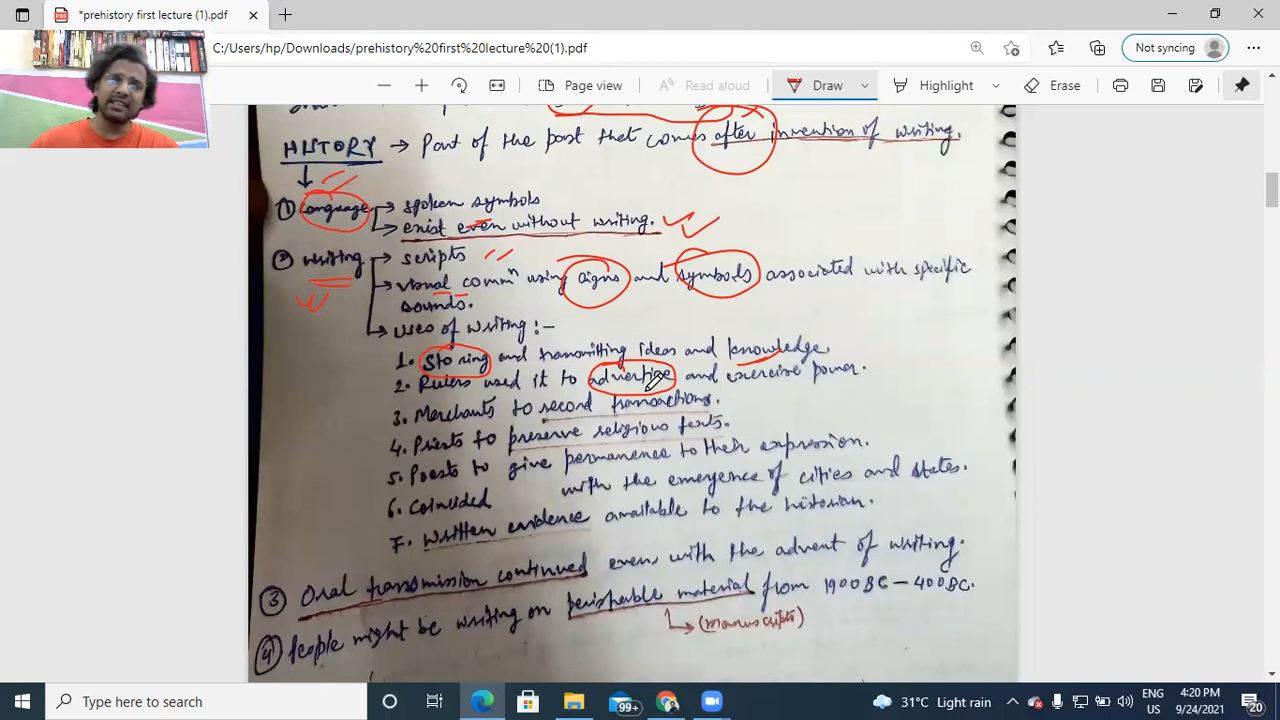 *prehistory first lecture (1).pdf
C:/Users/hp/Downloads/prehistory%20first%20lecture%20(1).pdf
Not syncing
Page view
Read aloud
Draw
Highlight
Erase
HISTORY → Part of the past that comes after invention of writing.
① Language → spoken symbols
→ exist even without writing.
② writing → scripts
→ visual commⁿ using signs and symbols associated with specific
sounds.
→ uses of writing :-
1. Storing and transmitting ideas and knowledge
2. Rulers used it to advertise and exercise power.
3. Merchants to record transactions.
4. Priests to preserve religious texts.
5. Poests to give permanence to their expression.
6. Coincided with the emergence of cities and states.
7. Written evidence available to the historian.
③ Oral transmission continued even with the advent of writing.
④ People might be writing on perishable material from 1900BC - 400BC.
→ (manuscripts)
Type here to search
99+
31°C Light rain
ENG
IN
4:20 PM
9/24/2021
20